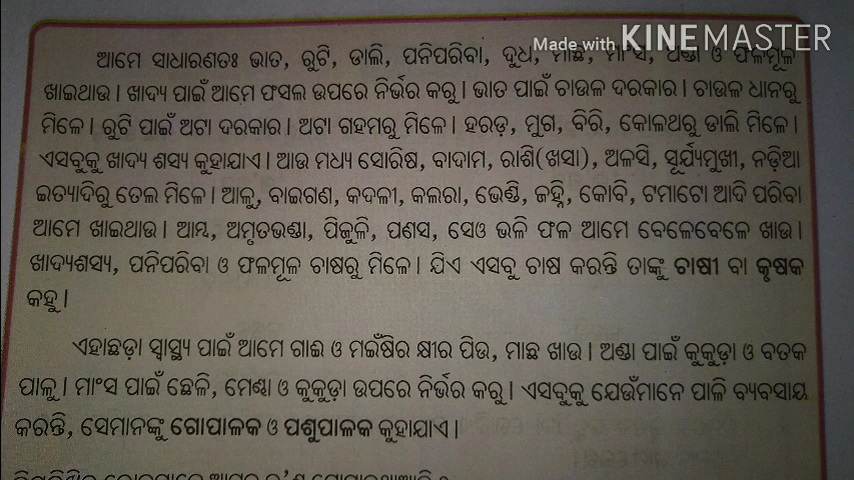 Made with KINEMASTER
ଆମେ ସାଧାରଣତଃ ଭାତ, ରୁଟି, ଡାଲି, ପନିପରିବା, ଦୁଧ, ମାଛ, ମାଂସ, ଅଣ୍ଡା ଓ ଫଳମୂଳ
ଖାଇଥାଉ । ଖାଦ୍ୟ ପାଇଁ ଆମେ ଫସଲ ଉପରେ ନିର୍ଭର କରୁ । ଭାତ ପାଇଁ ଚାଉଳ ଦରକାର । ଚାଉଳ ଧାନରୁ
ମିଳେ । ରୁଟି ପାଇଁ ଅଟା ଦରକାର । ଅଟା ଗହମରୁ ମିଳେ । ହରଡ଼, ମୁଗ, ବିରି, କୋଳଥରୁ ଡାଲି ମିଳେ ।
ଏସବୁକୁ ଖାଦ୍ୟ ଶସ୍ୟ କୁହାଯାଏ । ଆଉ ମଧ୍ୟ ସୋରିଷ, ବାଦାମ, ରାଶି(ଖସା), ଅଳସି, ସୂର୍ଯ୍ୟମୁଖୀ, ନଡ଼ିଆ
ଇତ୍ୟାଦିରୁ ତେଲ ମିଳେ । ଆଳୁ, ବାଇଗଣ, କଦଳୀ, କଲରା, ଭେଣ୍ଡି, ଜହ୍ନି, କୋବି, ଟମାଟୋ ଆଦି ପରିବା
ଆମେ ଖାଇଥାଉ । ଆମ୍ବ, ଅମୃତଭଣ୍ଡା, ପିଜୁଳି, ପଣସ, ସେଓ ଭଳି ଫଳ ଆମେ ବେଳେବେଳେ ଖାଉ ।
ଖାଦ୍ୟଶସ୍ୟ, ପନିପରିବା ଓ ଫଳମୂଳ ଚାଷରୁ ମିଳେ । ଯିଏ ଏସବୁ ଚାଷ କରନ୍ତି ତାଙ୍କୁ ଚାଷୀ ବା କୃଷକ
କହୁ ।
ଏହାଛଡ଼ା ସ୍ୱାସ୍ଥ୍ୟ ପାଇଁ ଆମେ ଗାଈ ଓ ମଇଁଷିର କ୍ଷୀର ପିଉ, ମାଛ ଖାଉ । ଅଣ୍ଡା ପାଇଁ କୁକୁଡ଼ା ଓ ବତକ
ପାଳୁ । ମାଂସ ପାଇଁ ଛେଳି, ମେଣ୍ଢା ଓ କୁକୁଡ଼ା ଉପରେ ନିର୍ଭର କରୁ । ଏସବୁକୁ ଯେଉଁମାନେ ପାଳି ବ୍ୟବସାୟ
କରନ୍ତି, ସେମାନଙ୍କୁ ଗୋପାଳକ ଓ ପଶୁପାଳକ କୁହାଯାଏ ।